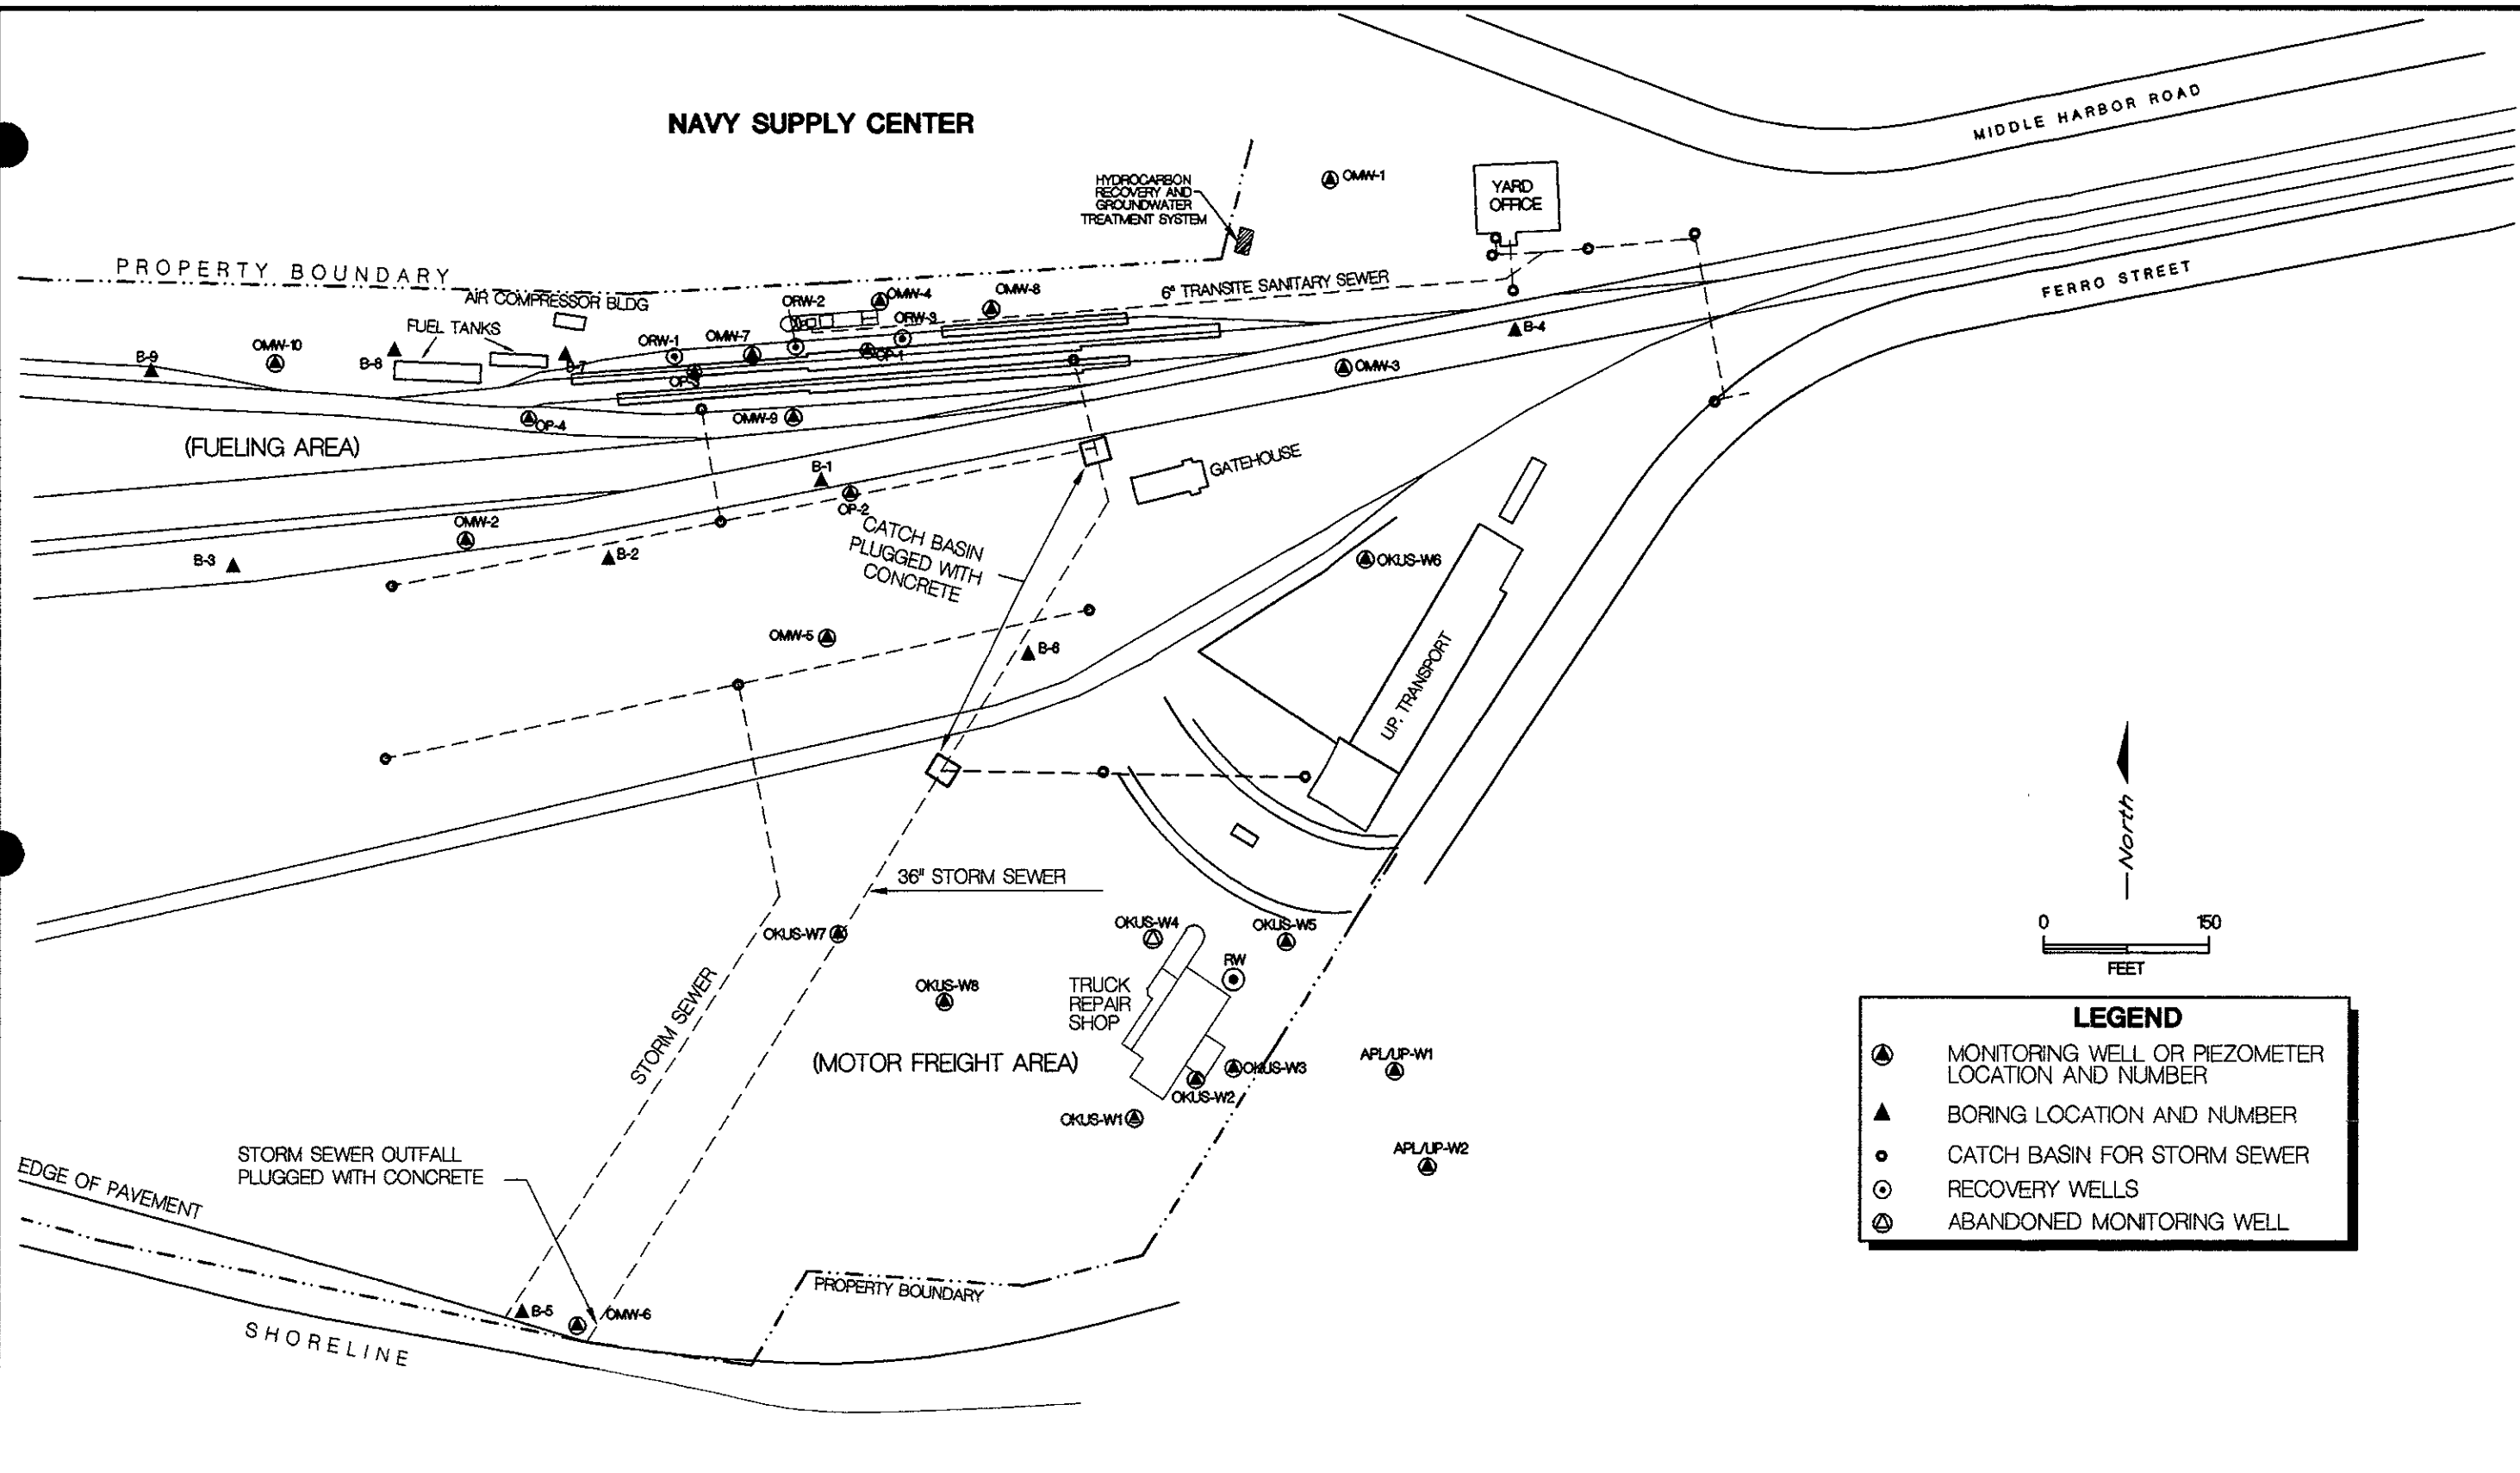 NAVY SUPPLY CENTER
MIDDLE HARBOR ROAD
HYDROCARBON
RECOVERY AND
GROUNDWATER
TREATMENT SYSTEM
OMW-1
YARD
OFFICE
PROPERTY BOUNDARY
6" TRANSITE SANITARY SEWER
FERRO STREET
AIR COMPRESSOR BLDG
ORW-2
OMW-4
OMW-8
FUEL TANKS
ORW-3
ORW-1
OMW-7
B-4
B-9
OMW-10
B-8
B-7
OP-1
OP-3
OMW-3
OMW-9
OP-4
(FUELING AREA)
B-1
GATEHOUSE
OP-2
OMW-2
CATCH BASIN
PLUGGED WITH
CONCRETE
B-3
B-2
OKUS-W6
OMW-5
B-6
U.P. TRANSPORT
North
36" STORM SEWER
OKUS-W7
OKUS-W4
OKUS-W5
0 150
FEET
RW
OKUS-W8
TRUCK
REPAIR
SHOP
STORM SEWER
(MOTOR FREIGHT AREA)
OKUS-W3
APL/UP-W1
OKUS-W2
OKUS-W1
APL/UP-W2
LEGEND
MONITORING WELL OR PIEZOMETER
LOCATION AND NUMBER
BORING LOCATION AND NUMBER
CATCH BASIN FOR STORM SEWER
RECOVERY WELLS
ABANDONED MONITORING WELL
STORM SEWER OUTFALL
PLUGGED WITH CONCRETE
EDGE OF PAVEMENT
PROPERTY BOUNDARY
B-5
OMW-6
SHORELINE